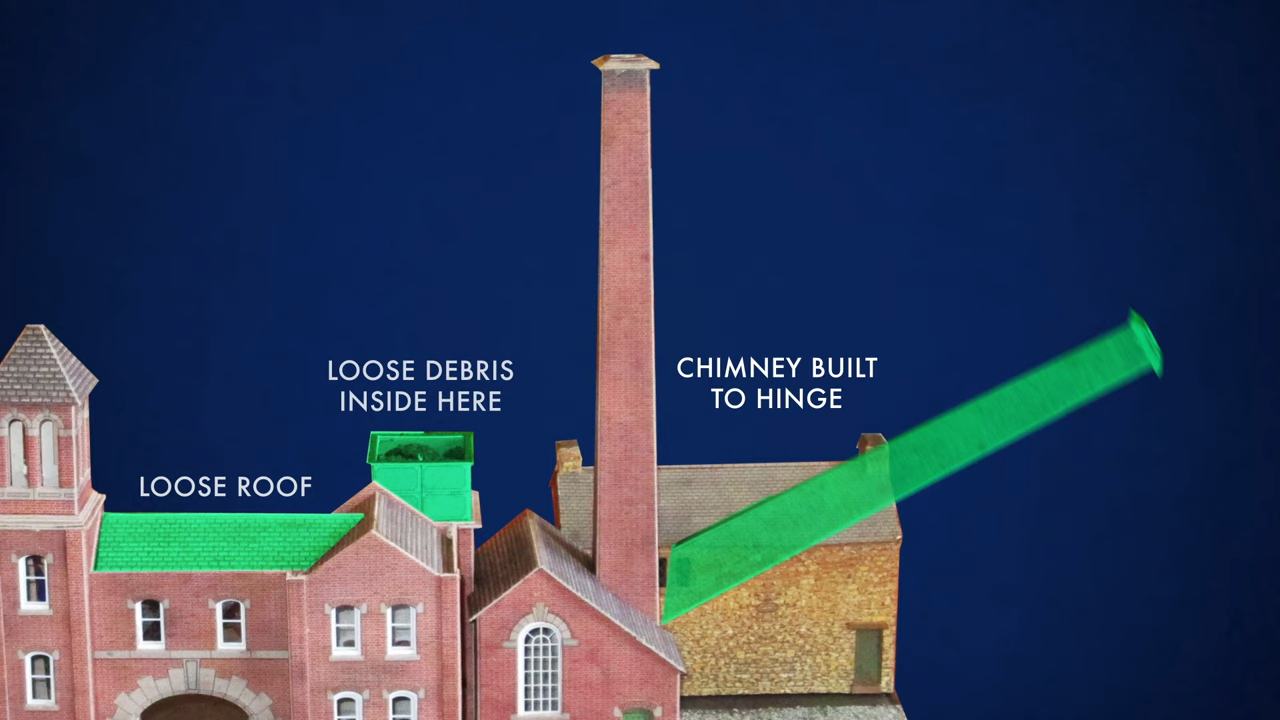 LOOSE DEBRIS
INSIDE HERE
CHIMNEY BUILT
TO HINGE
LOOSE ROOF